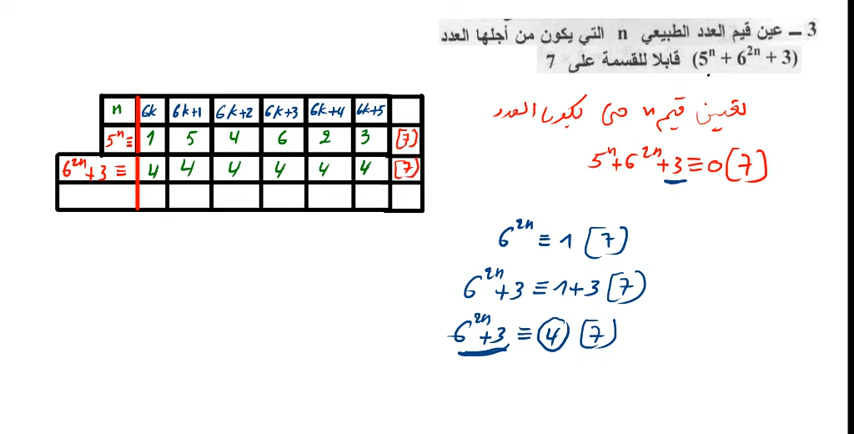 3 ـ عين قيم العدد الطبيعي n التي يكون من أجلها العدد
(5ⁿ + 6²ⁿ + 3) قابلا للقسمة على 7
لتعيين قيم n حتى يكون العدد
5ⁿ+6²ⁿ+3≡0[7]
n 6k 6k+1 6k+2 6k+3 6k+4 6k+5
5ⁿ≡ 1 5 4 6 2 3 [7]
6²ⁿ+3≡ 4 4 4 4 4 4 [7]
6²ⁿ≡1[7]
6²ⁿ+3≡1+3[7]
6²ⁿ+3≡4[7]